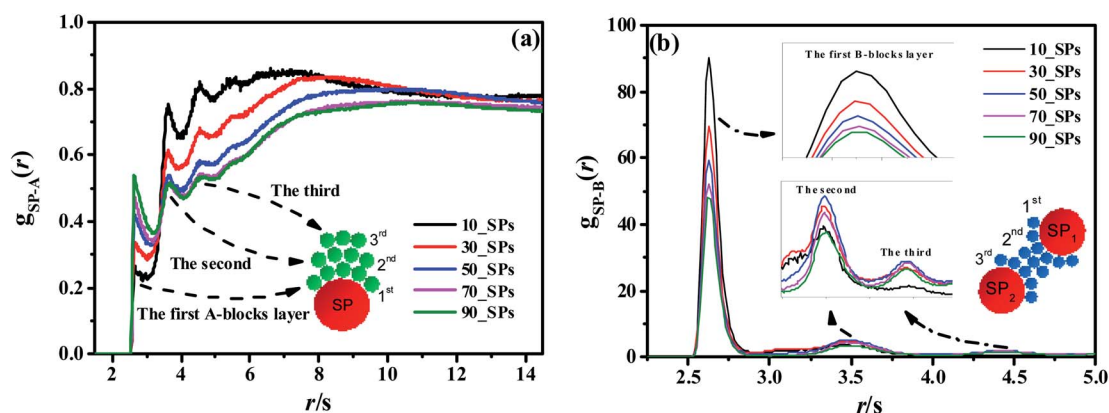 (a)
1.0
0.8
0.6
0.4
0.2
0.0
g_SP-A(r)
2 4 6 8 10 12 14
r/s
The third
The second
The first A-blocks layer
3rd
2nd
1st
SP
10_SPs
30_SPs
50_SPs
70_SPs
90_SPs
(b)
100
80
60
40
20
0
g_SP-B(r)
2.5 3.0 3.5 4.0 4.5 5.0
r/s
The first B-blocks layer
The second
The third
10_SPs
30_SPs
50_SPs
70_SPs
90_SPs
1st
2nd
3rd
SP1
SP2